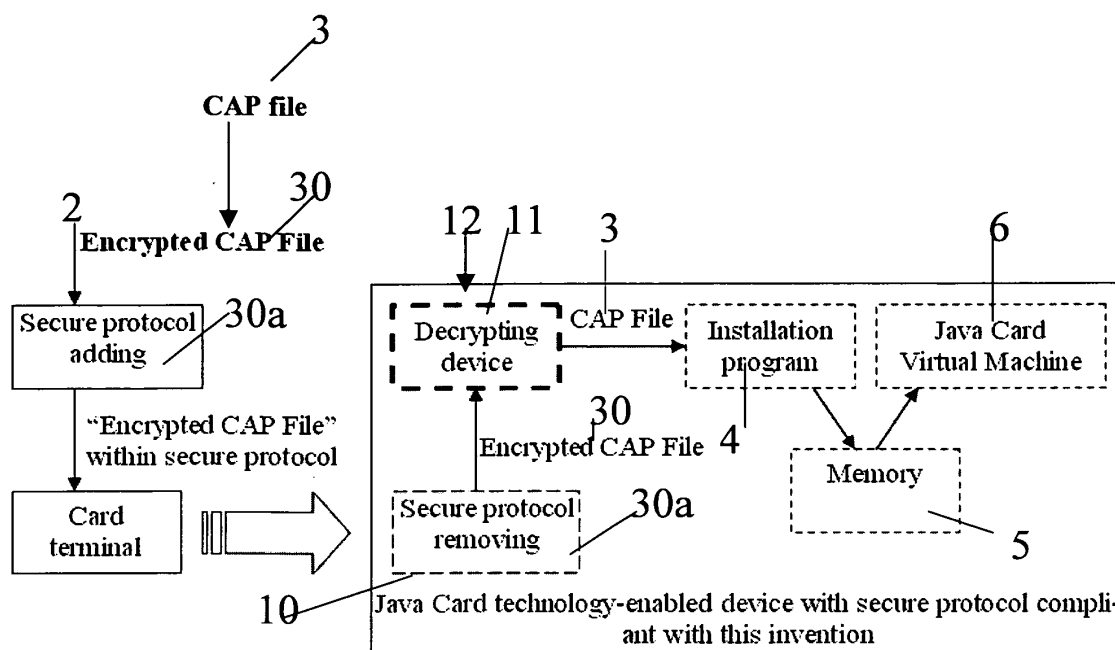 3
CAP file
30
2
Encrypted CAP File
Secure protocol
adding
30a
"Encrypted CAP File"
within secure protocol
Card
terminal
12
11
3
6
Decrypting
device
CAP File
Installation
program
Java Card
Virtual Machine
30
Encrypted CAP File
4
Memory
5
Secure protocol
removing
30a
10
Java Card technology-enabled device with secure protocol compli-
ant with this invention